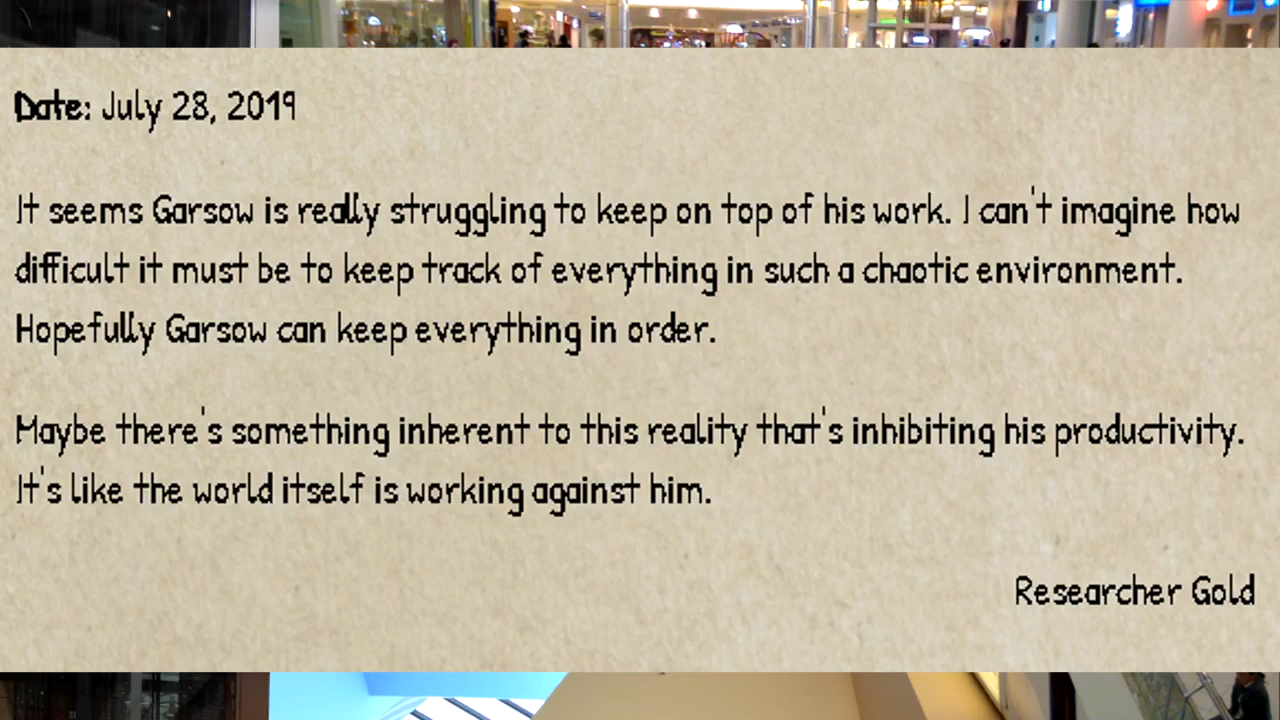 Date: July 28, 2019
It seems Garsow is really struggling to keep on top of his work. I can't imagine how
difficult it must be to keep track of everything in such a chaotic environment.
Hopefully Garsow can keep everything in order.
Maybe there's something inherent to this reality that's inhibiting his productivity.
It's like the world itself is working against him.
Researcher Gold